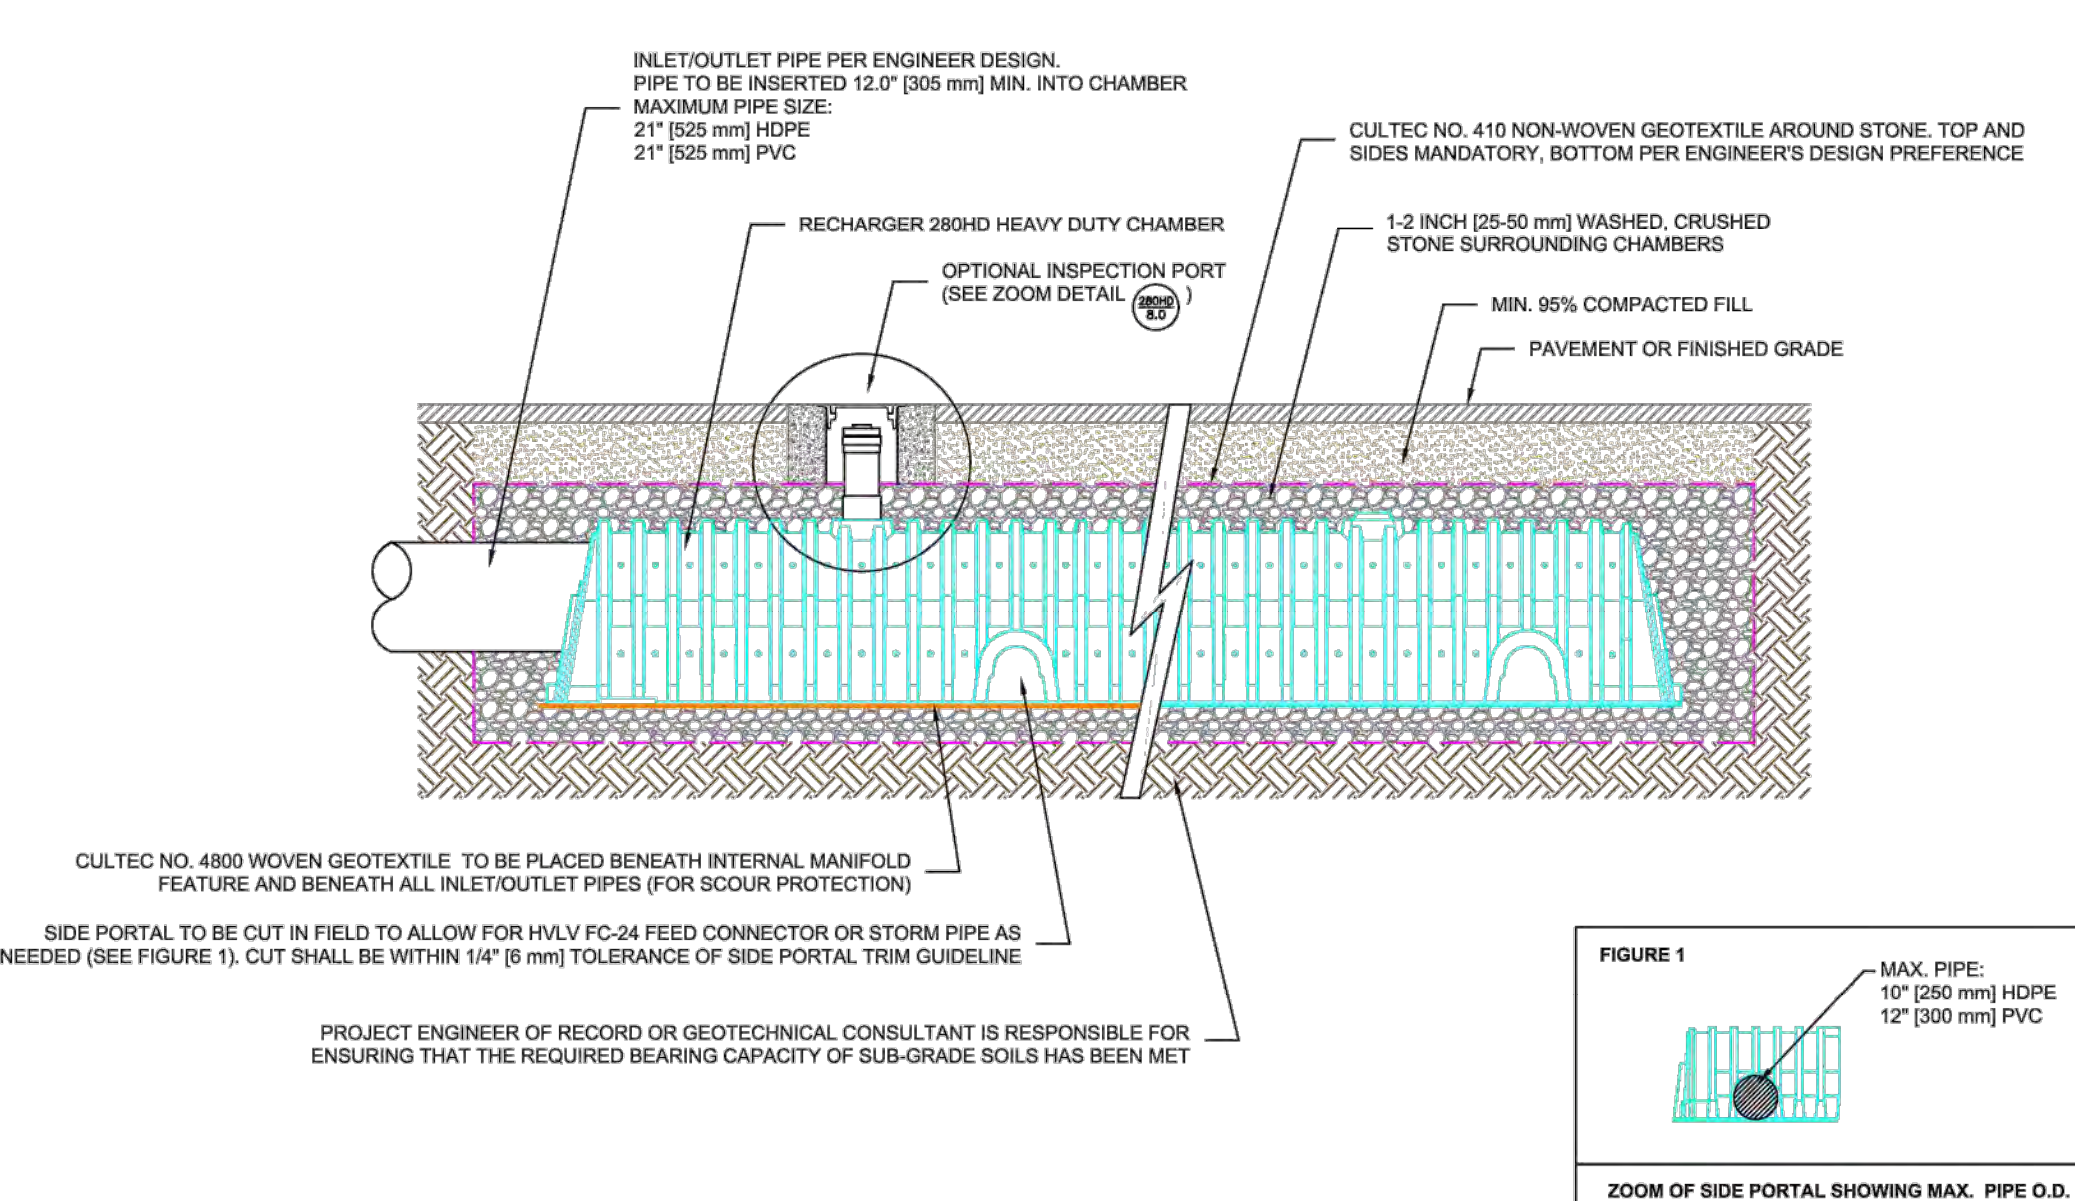 INLET/OUTLET PIPE PER ENGINEER DESIGN.
PIPE TO BE INSERTED 12.0" [305 mm] MIN. INTO CHAMBER
MAXIMUM PIPE SIZE:
21" [525 mm] HDPE
21" [525 mm] PVC
CULTEC NO. 410 NON-WOVEN GEOTEXTILE AROUND STONE. TOP AND
SIDES MANDATORY, BOTTOM PER ENGINEER'S DESIGN PREFERENCE
RECHARGER 280HD HEAVY DUTY CHAMBER
1-2 INCH [25-50 mm] WASHED, CRUSHED
STONE SURROUNDING CHAMBERS
OPTIONAL INSPECTION PORT
(SEE ZOOM DETAIL 280HD )
8.0
MIN. 95% COMPACTED FILL
PAVEMENT OR FINISHED GRADE
CULTEC NO. 4800 WOVEN GEOTEXTILE TO BE PLACED BENEATH INTERNAL MANIFOLD
FEATURE AND BENEATH ALL INLET/OUTLET PIPES (FOR SCOUR PROTECTION)
SIDE PORTAL TO BE CUT IN FIELD TO ALLOW FOR HVLV FC-24 FEED CONNECTOR OR STORM PIPE AS
NEEDED (SEE FIGURE 1). CUT SHALL BE WITHIN 1/4" [6 mm] TOLERANCE OF SIDE PORTAL TRIM GUIDELINE
PROJECT ENGINEER OF RECORD OR GEOTECHNICAL CONSULTANT IS RESPONSIBLE FOR
ENSURING THAT THE REQUIRED BEARING CAPACITY OF SUB-GRADE SOILS HAS BEEN MET
FIGURE 1
MAX. PIPE:
10" [250 mm] HDPE
12" [300 mm] PVC
ZOOM OF SIDE PORTAL SHOWING MAX. PIPE O.D.